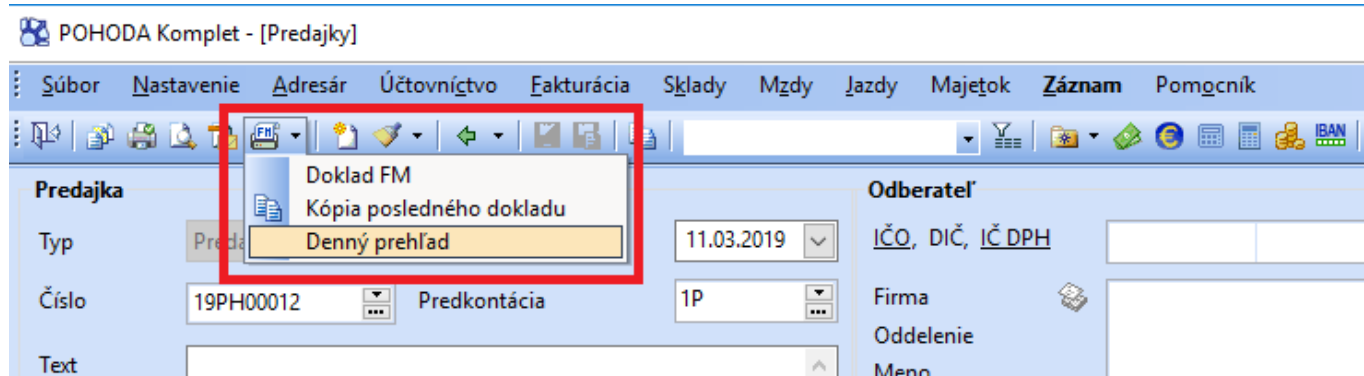 POHODA Komplet - [Predajky]
Súbor Nastavenie Adresár Účtovníctvo Fakturácia Sklady Mzdy Jazdy Majetok Záznam Pomocník
FM IBAN
Doklad FM
Kópia posledného dokladu
Denný prehľad
Predajka Odberateľ
Typ 11.03.2019 IČO, DIČ, IČ DPH
Číslo 19PH00012 Predkontácia 1P Firma
Oddelenie
Text Meno